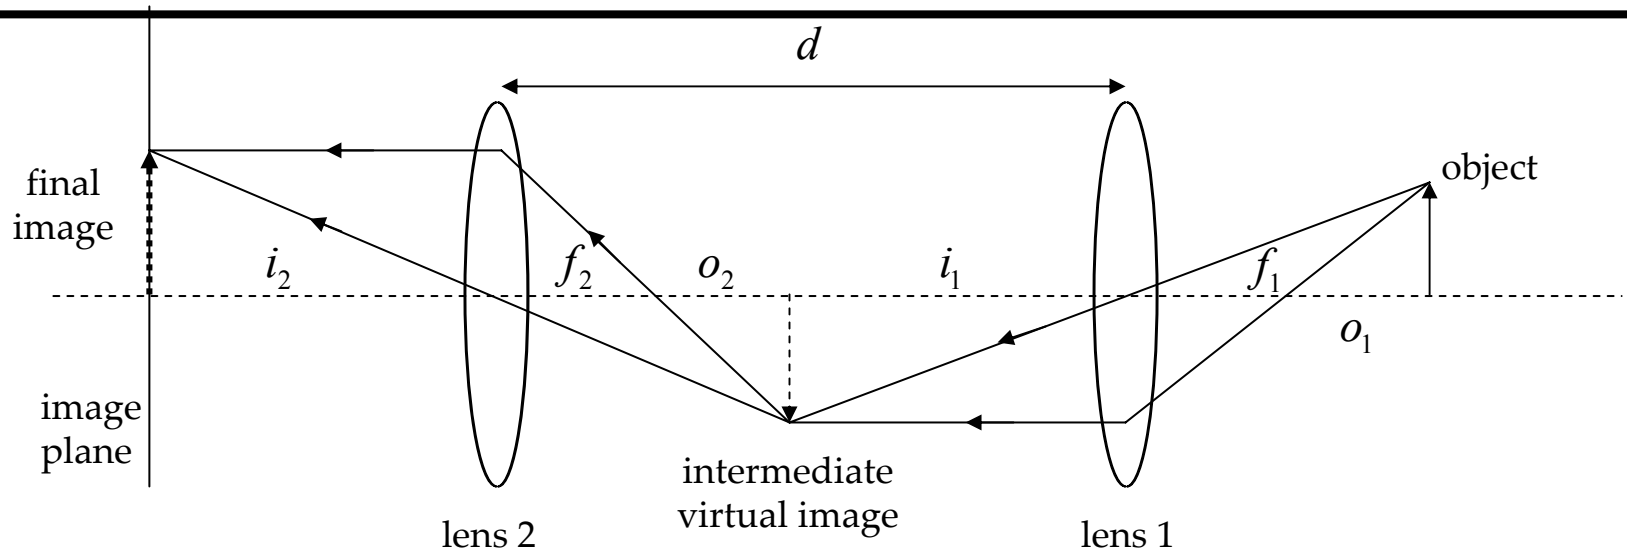 d
final
image
object
i₂
f₂
o₂
i₁
f₁
o₁
image
plane
intermediate
virtual image
lens 2
lens 1